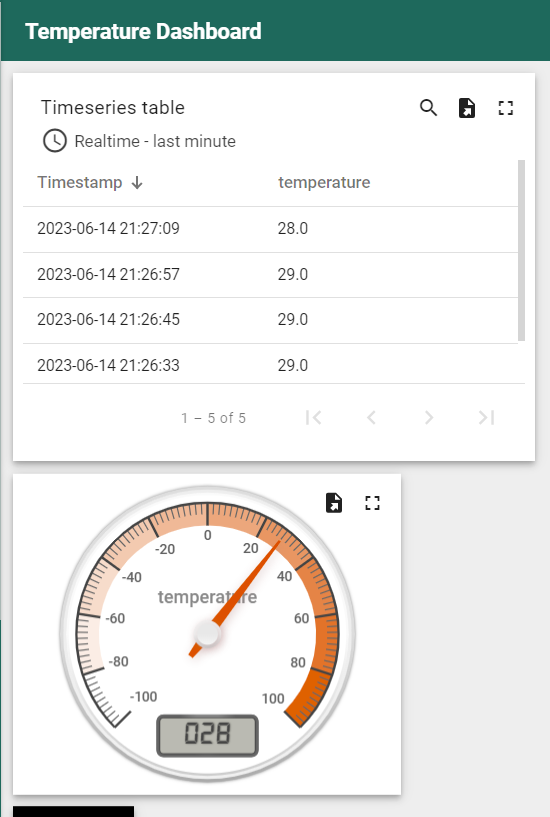 Temperature Dashboard
Timeseries table
Realtime - last minute
Timestamp temperature
2023-06-14 21:27:09 28.0
2023-06-14 21:26:57 29.0
2023-06-14 21:26:45 29.0
2023-06-14 21:26:33 29.0
1 – 5 of 5
0
-20 20
-40 40
temperature
-60 60
-80 80
-100 100
028